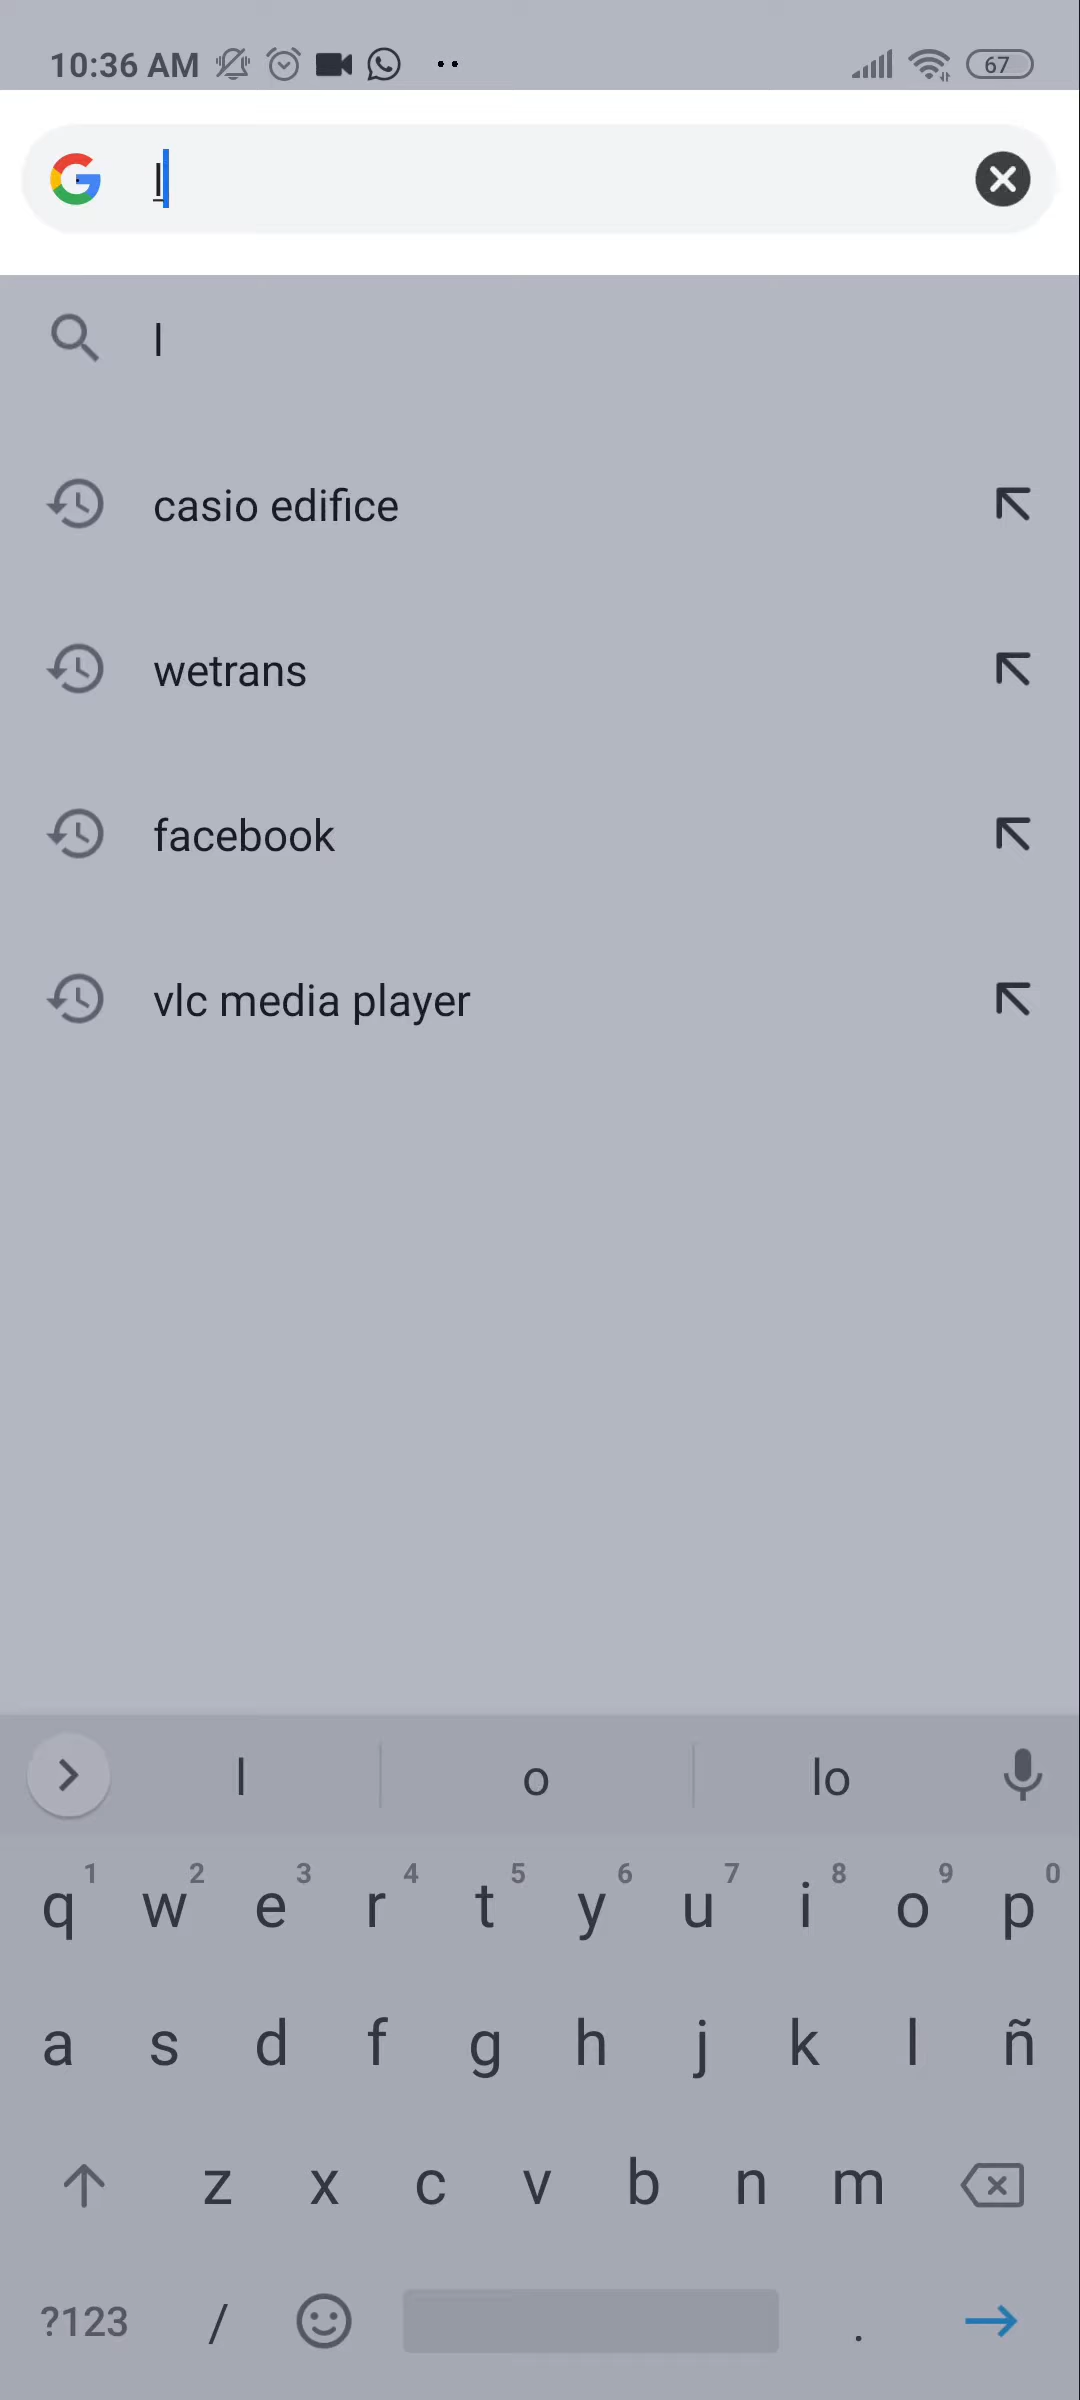 10:36 AM 67
l
l
casio edifice
wetrans
facebook
vlc media player
l o lo
1 2 3 4 5 6 7 8 9 0
q w e r t y u i o p
a s d f g h j k l ñ
z x c v b n m
?123 / .